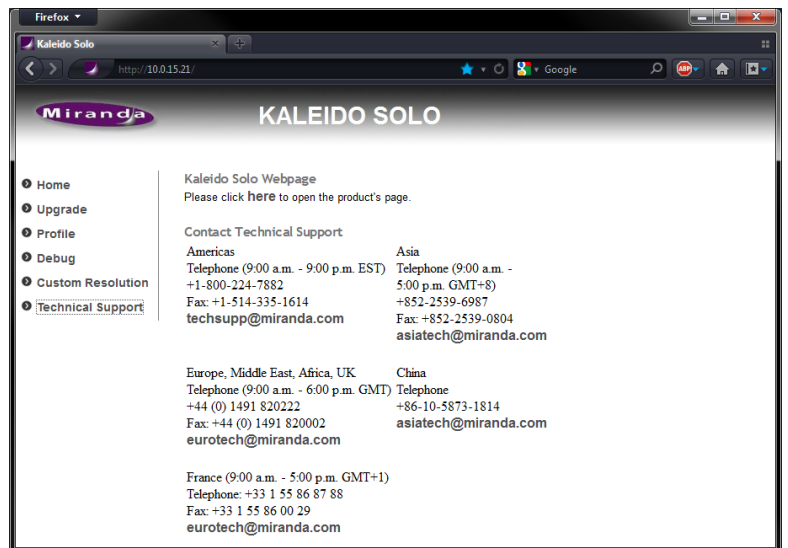 Firefox
Kaleido Solo
http://10.0.15.21/
Google
ABP
Miranda
KALEIDO SOLO
Home
Upgrade
Profile
Debug
Custom Resolution
Technical Support
Kaleido Solo Webpage
Please click here to open the product's page.
Contact Technical Support
Americas
Telephone (9:00 a.m. - 9:00 p.m. EST)
+1-800-224-7882
Fax: +1-514-335-1614
techsupp@miranda.com
Asia
Telephone (9:00 a.m. -
5:00 p.m. GMT+8)
+852-2539-6987
Fax: +852-2539-0804
asiatech@miranda.com
Europe, Middle East, Africa, UK
Telephone (9:00 a.m. - 6:00 p.m. GMT)
+44 (0) 1491 820222
Fax: +44 (0) 1491 820002
eurotech@miranda.com
China
Telephone
+86-10-5873-1814
asiatech@miranda.com
France (9:00 a.m. - 5:00 p.m. GMT+1)
Telephone: +33 1 55 86 87 88
Fax: +33 1 55 86 00 29
eurotech@miranda.com